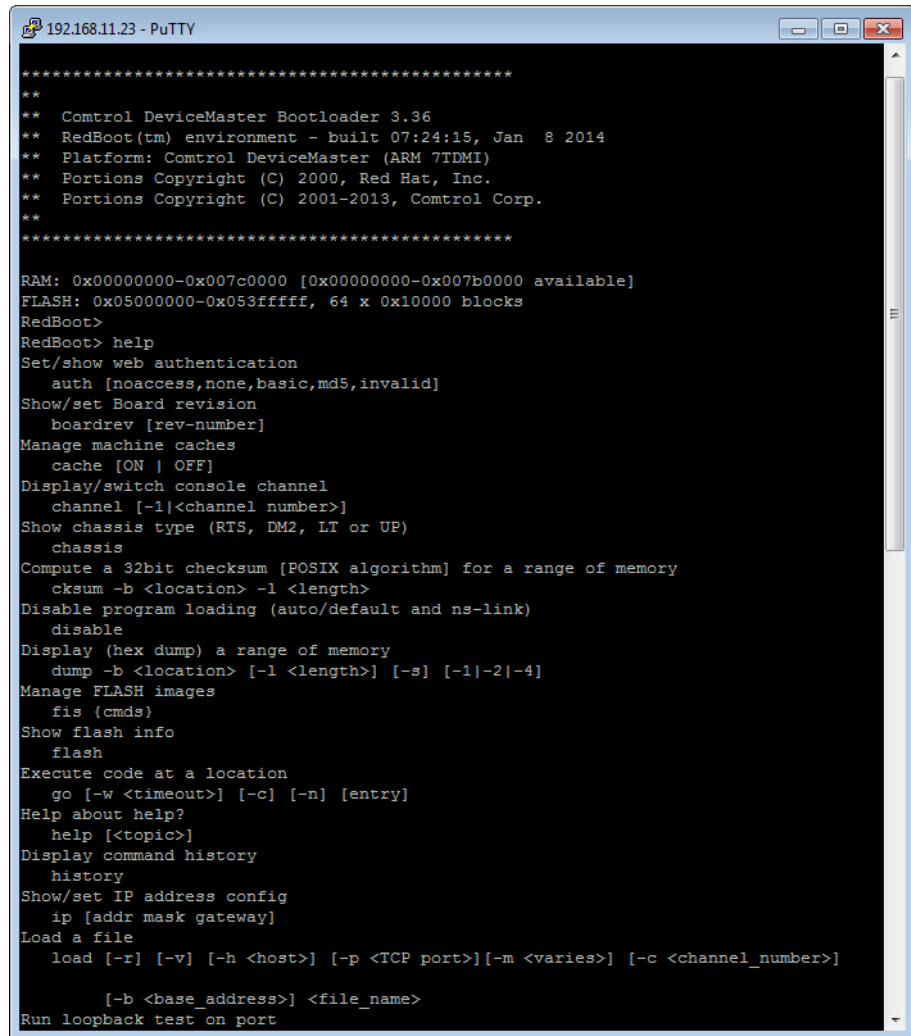 192.168.11.23 - PuTTY
************************************************
**
**  Comtrol DeviceMaster Bootloader 3.36
**  RedBoot(tm) environment - built 07:24:15, Jan  8 2014
**  Platform: Comtrol DeviceMaster (ARM 7TDMI)
**  Portions Copyright (C) 2000, Red Hat, Inc.
**  Portions Copyright (C) 2001-2013, Comtrol Corp.
**
************************************************
RAM: 0x00000000-0x007c0000 [0x00000000-0x007b0000 available]
FLASH: 0x05000000-0x053fffff, 64 x 0x10000 blocks
RedBoot>
RedBoot> help
Set/show web authentication
   auth [noaccess,none,basic,md5,invalid]
Show/set Board revision
   boardrev [rev-number]
Manage machine caches
   cache [ON | OFF]
Display/switch console channel
   channel [-1|<channel number>]
Show chassis type (RTS, DM2, LT or UP)
   chassis
Compute a 32bit checksum [POSIX algorithm] for a range of memory
   cksum -b <location> -l <length>
Disable program loading (auto/default and ns-link)
   disable
Display (hex dump) a range of memory
   dump -b <location> [-l <length>] [-s] [-1|-2|-4]
Manage FLASH images
   fis {cmds}
Show flash info
   flash
Execute code at a location
   go [-w <timeout>] [-c] [-n] [entry]
Help about help?
   help [<topic>]
Display command history
   history
Show/set IP address config
   ip [addr mask gateway]
Load a file
   load [-r] [-v] [-h <host>] [-p <TCP port>][-m <varies>] [-c <channel_number>]
        [-b <base_address>] <file_name>
Run loopback test on port